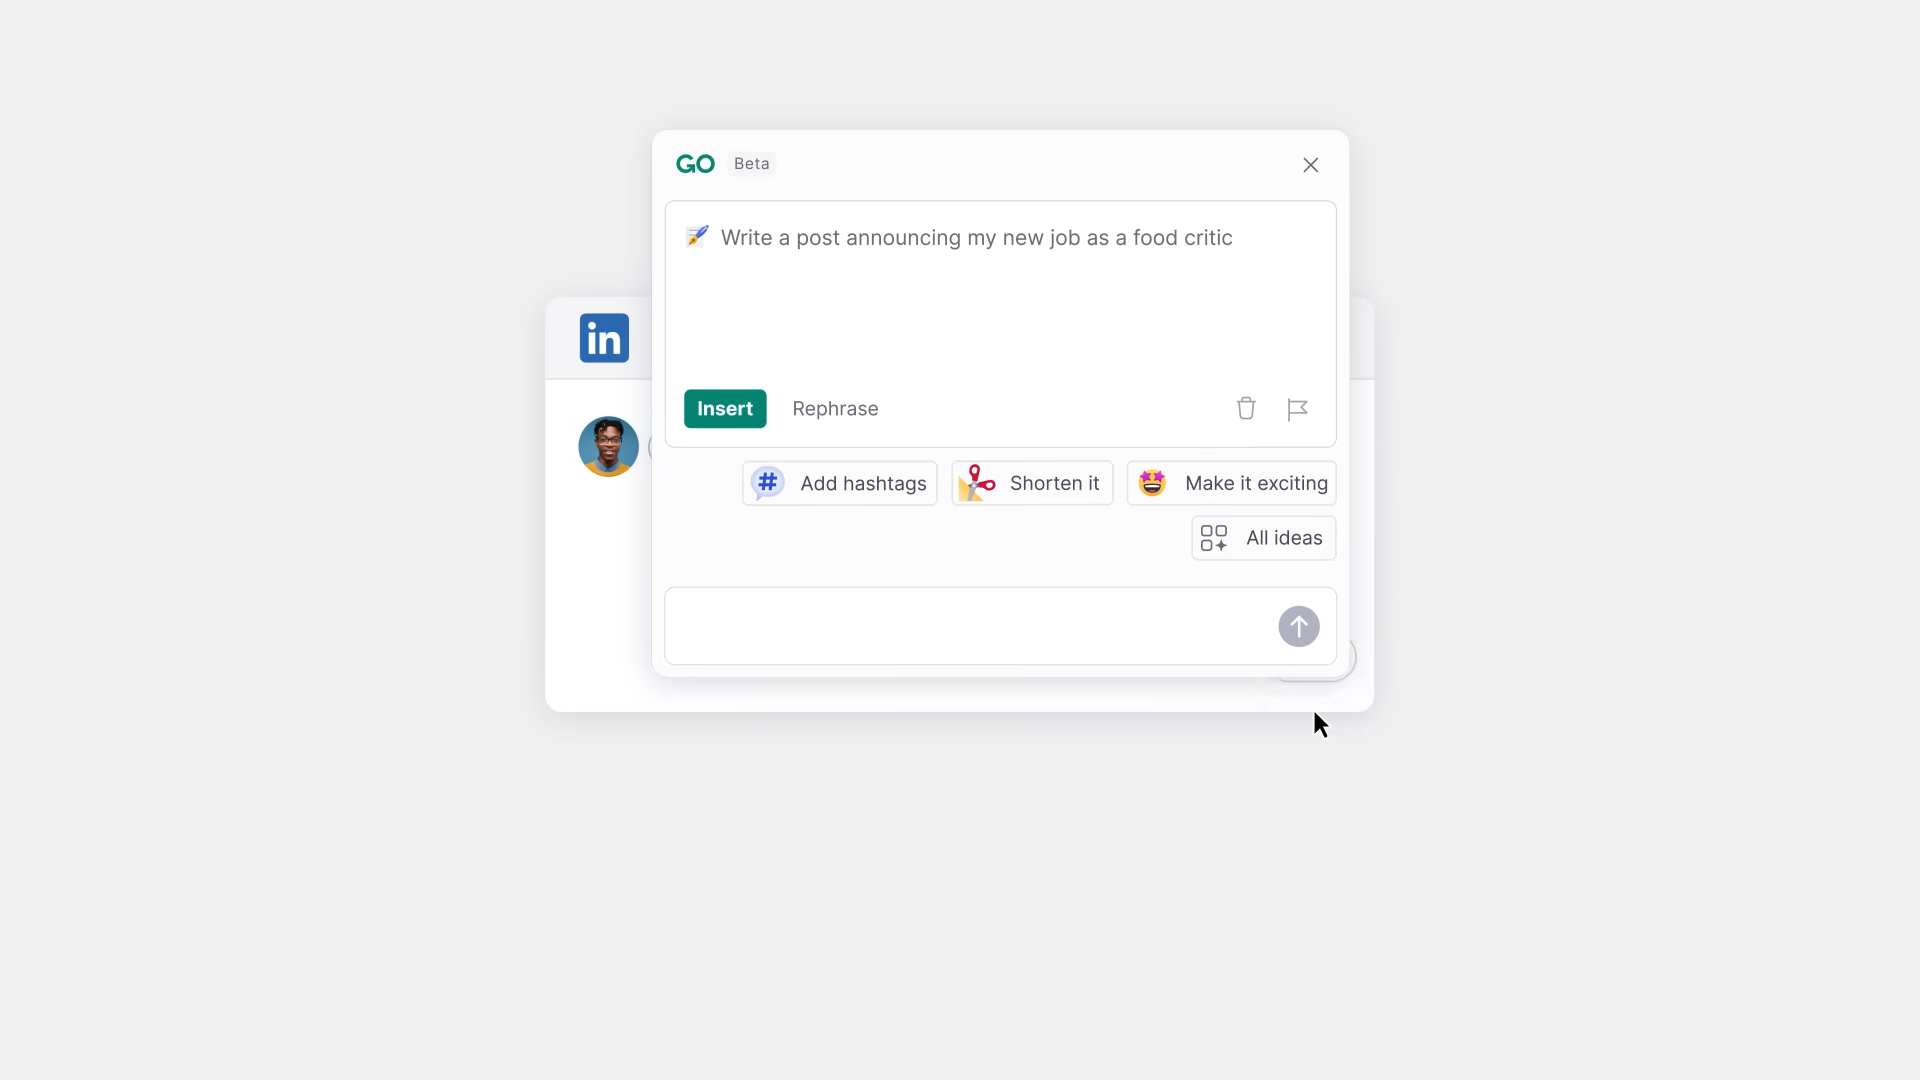 GO Beta
Write a post announcing my new job as a food critic
in
Insert Rephrase
# Add hashtags Shorten it Make it exciting
All ideas